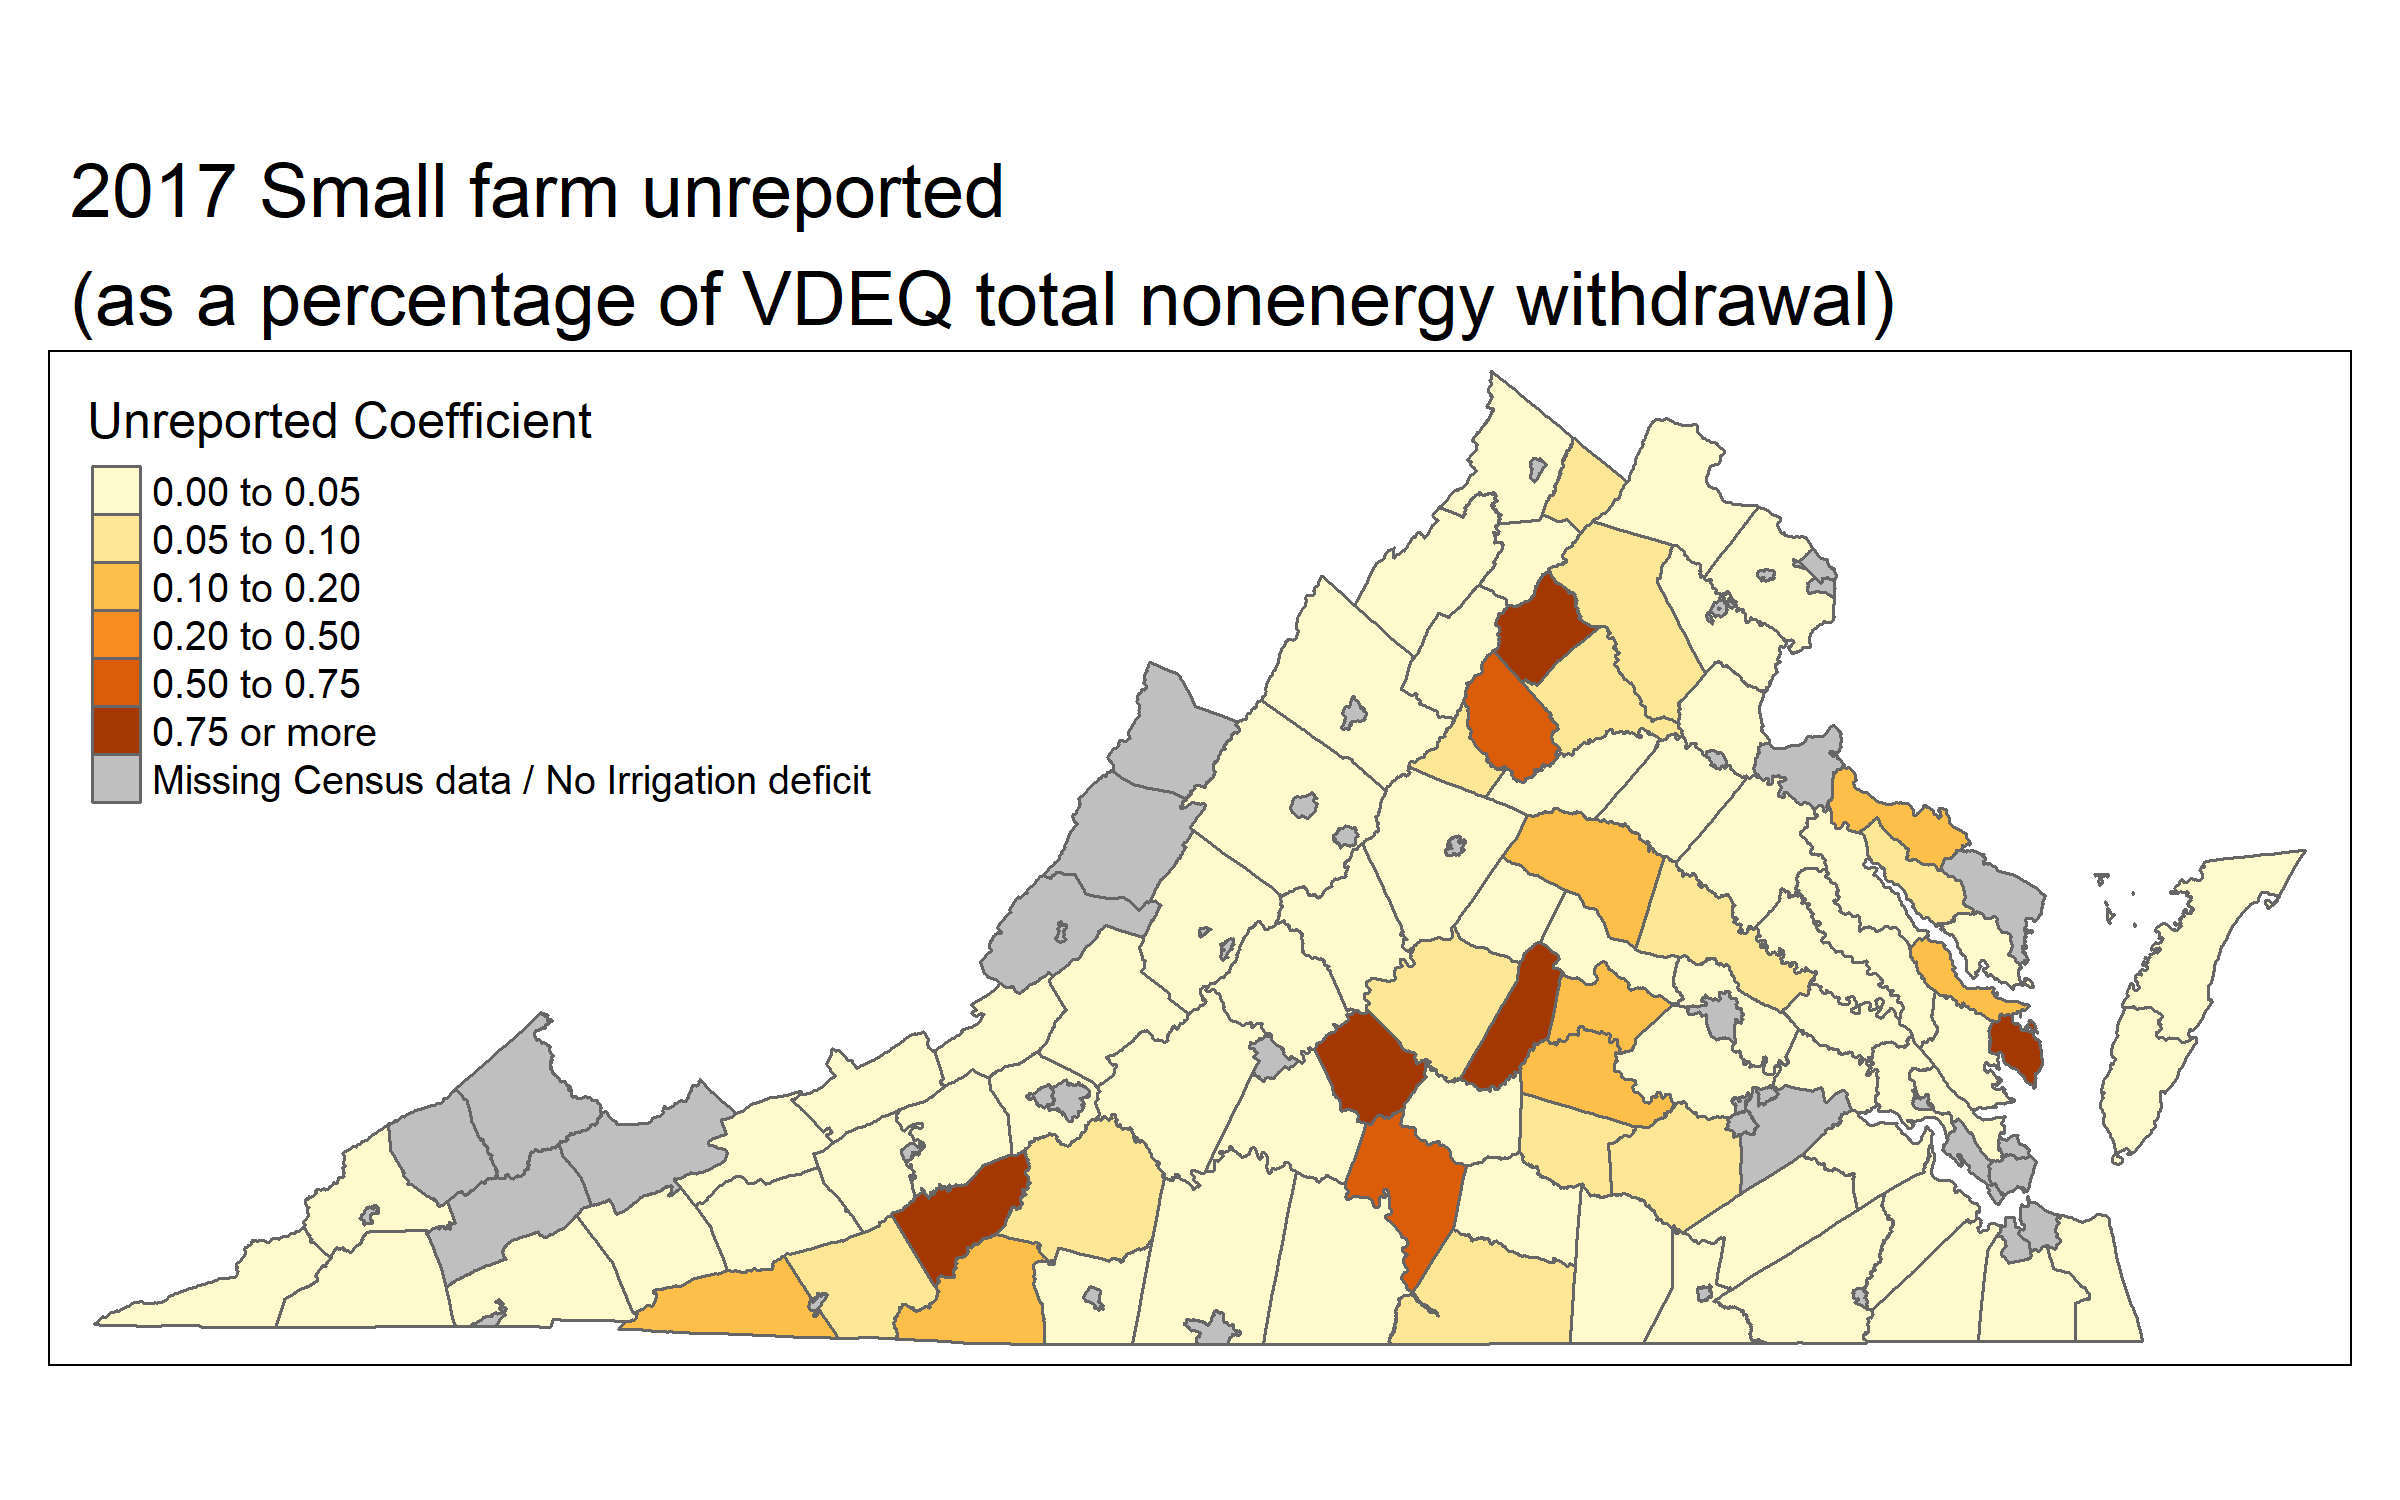 2017 Small farm unreported
(as a percentage of VDEQ total nonenergy withdrawal)
Unreported Coefficient
0.00 to 0.05
0.05 to 0.10
0.10 to 0.20
0.20 to 0.50
0.50 to 0.75
0.75 or more
Missing Census data / No Irrigation deficit